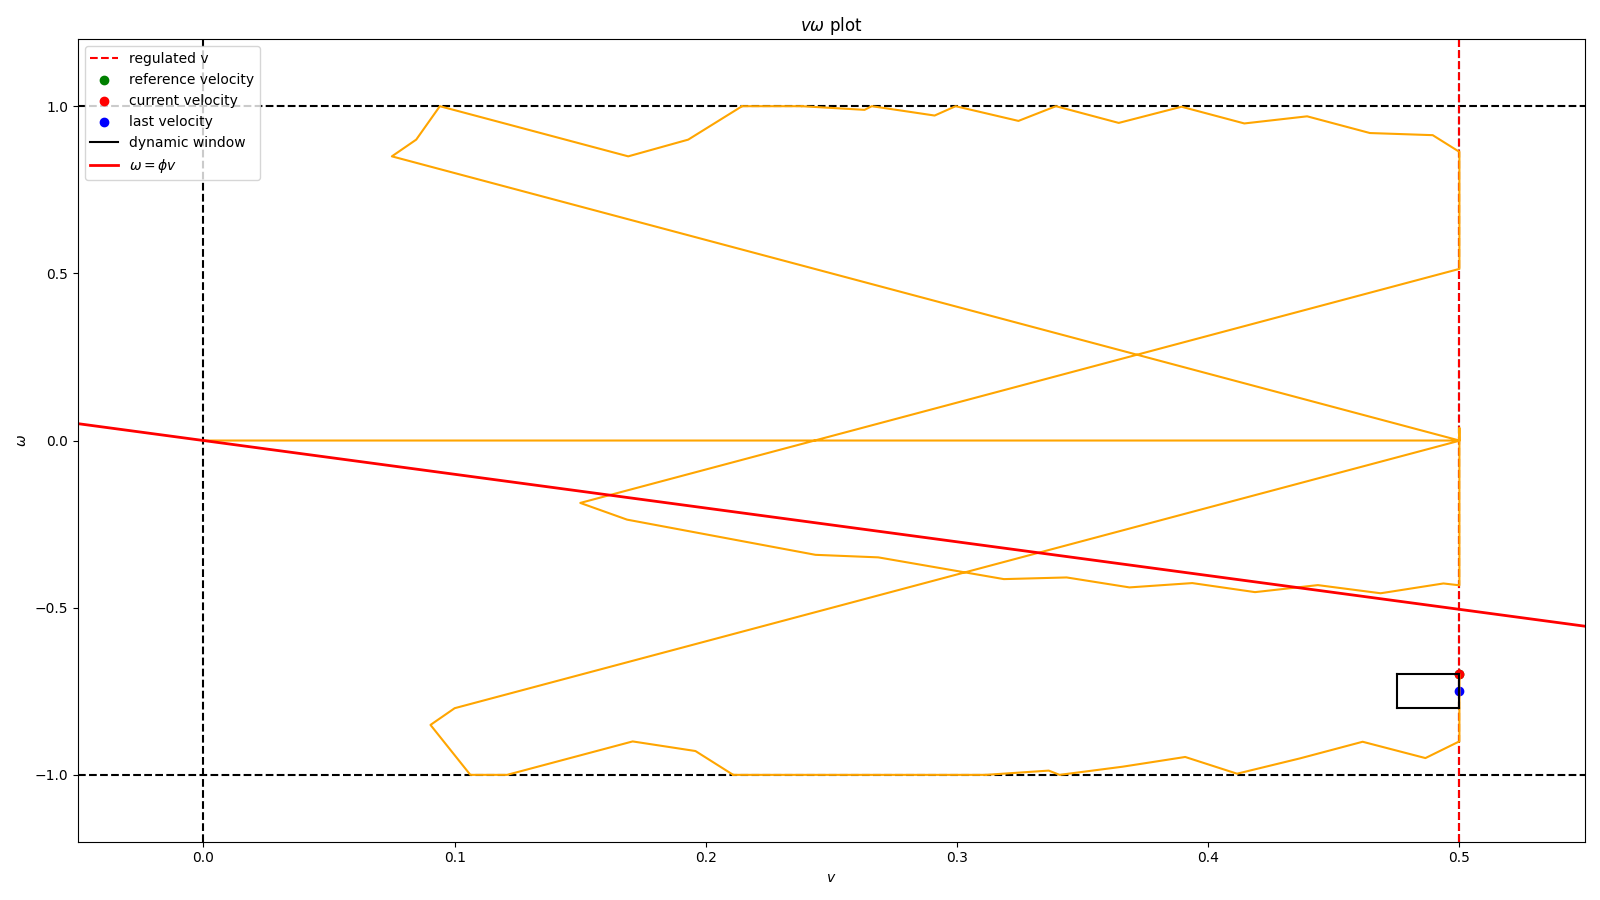 vω plot
regulated v
reference velocity
current velocity
last velocity
dynamic window
ω = ϕv
1.0
0.5
0.0
−0.5
−1.0
ω
0.0 0.1 0.2 0.3 0.4 0.5
v